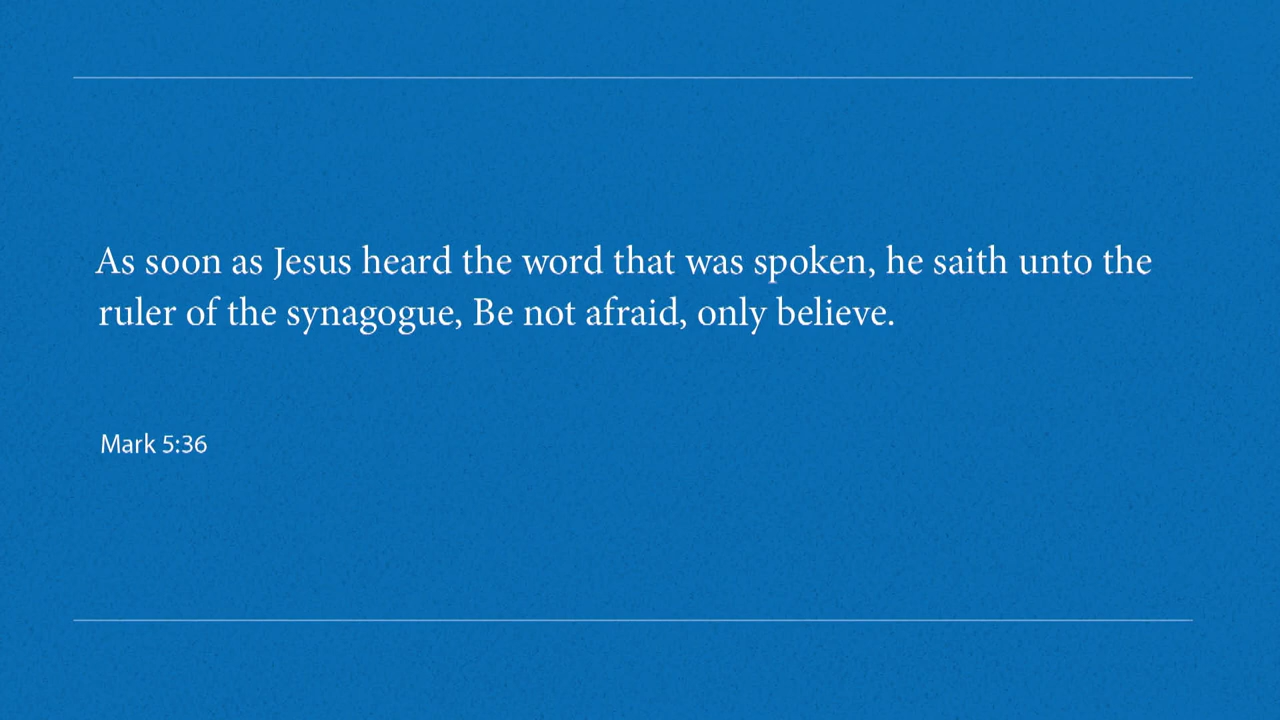 As soon as Jesus heard the word that was spoken, he saith unto the
ruler of the synagogue, Be not afraid, only believe.
Mark 5:36